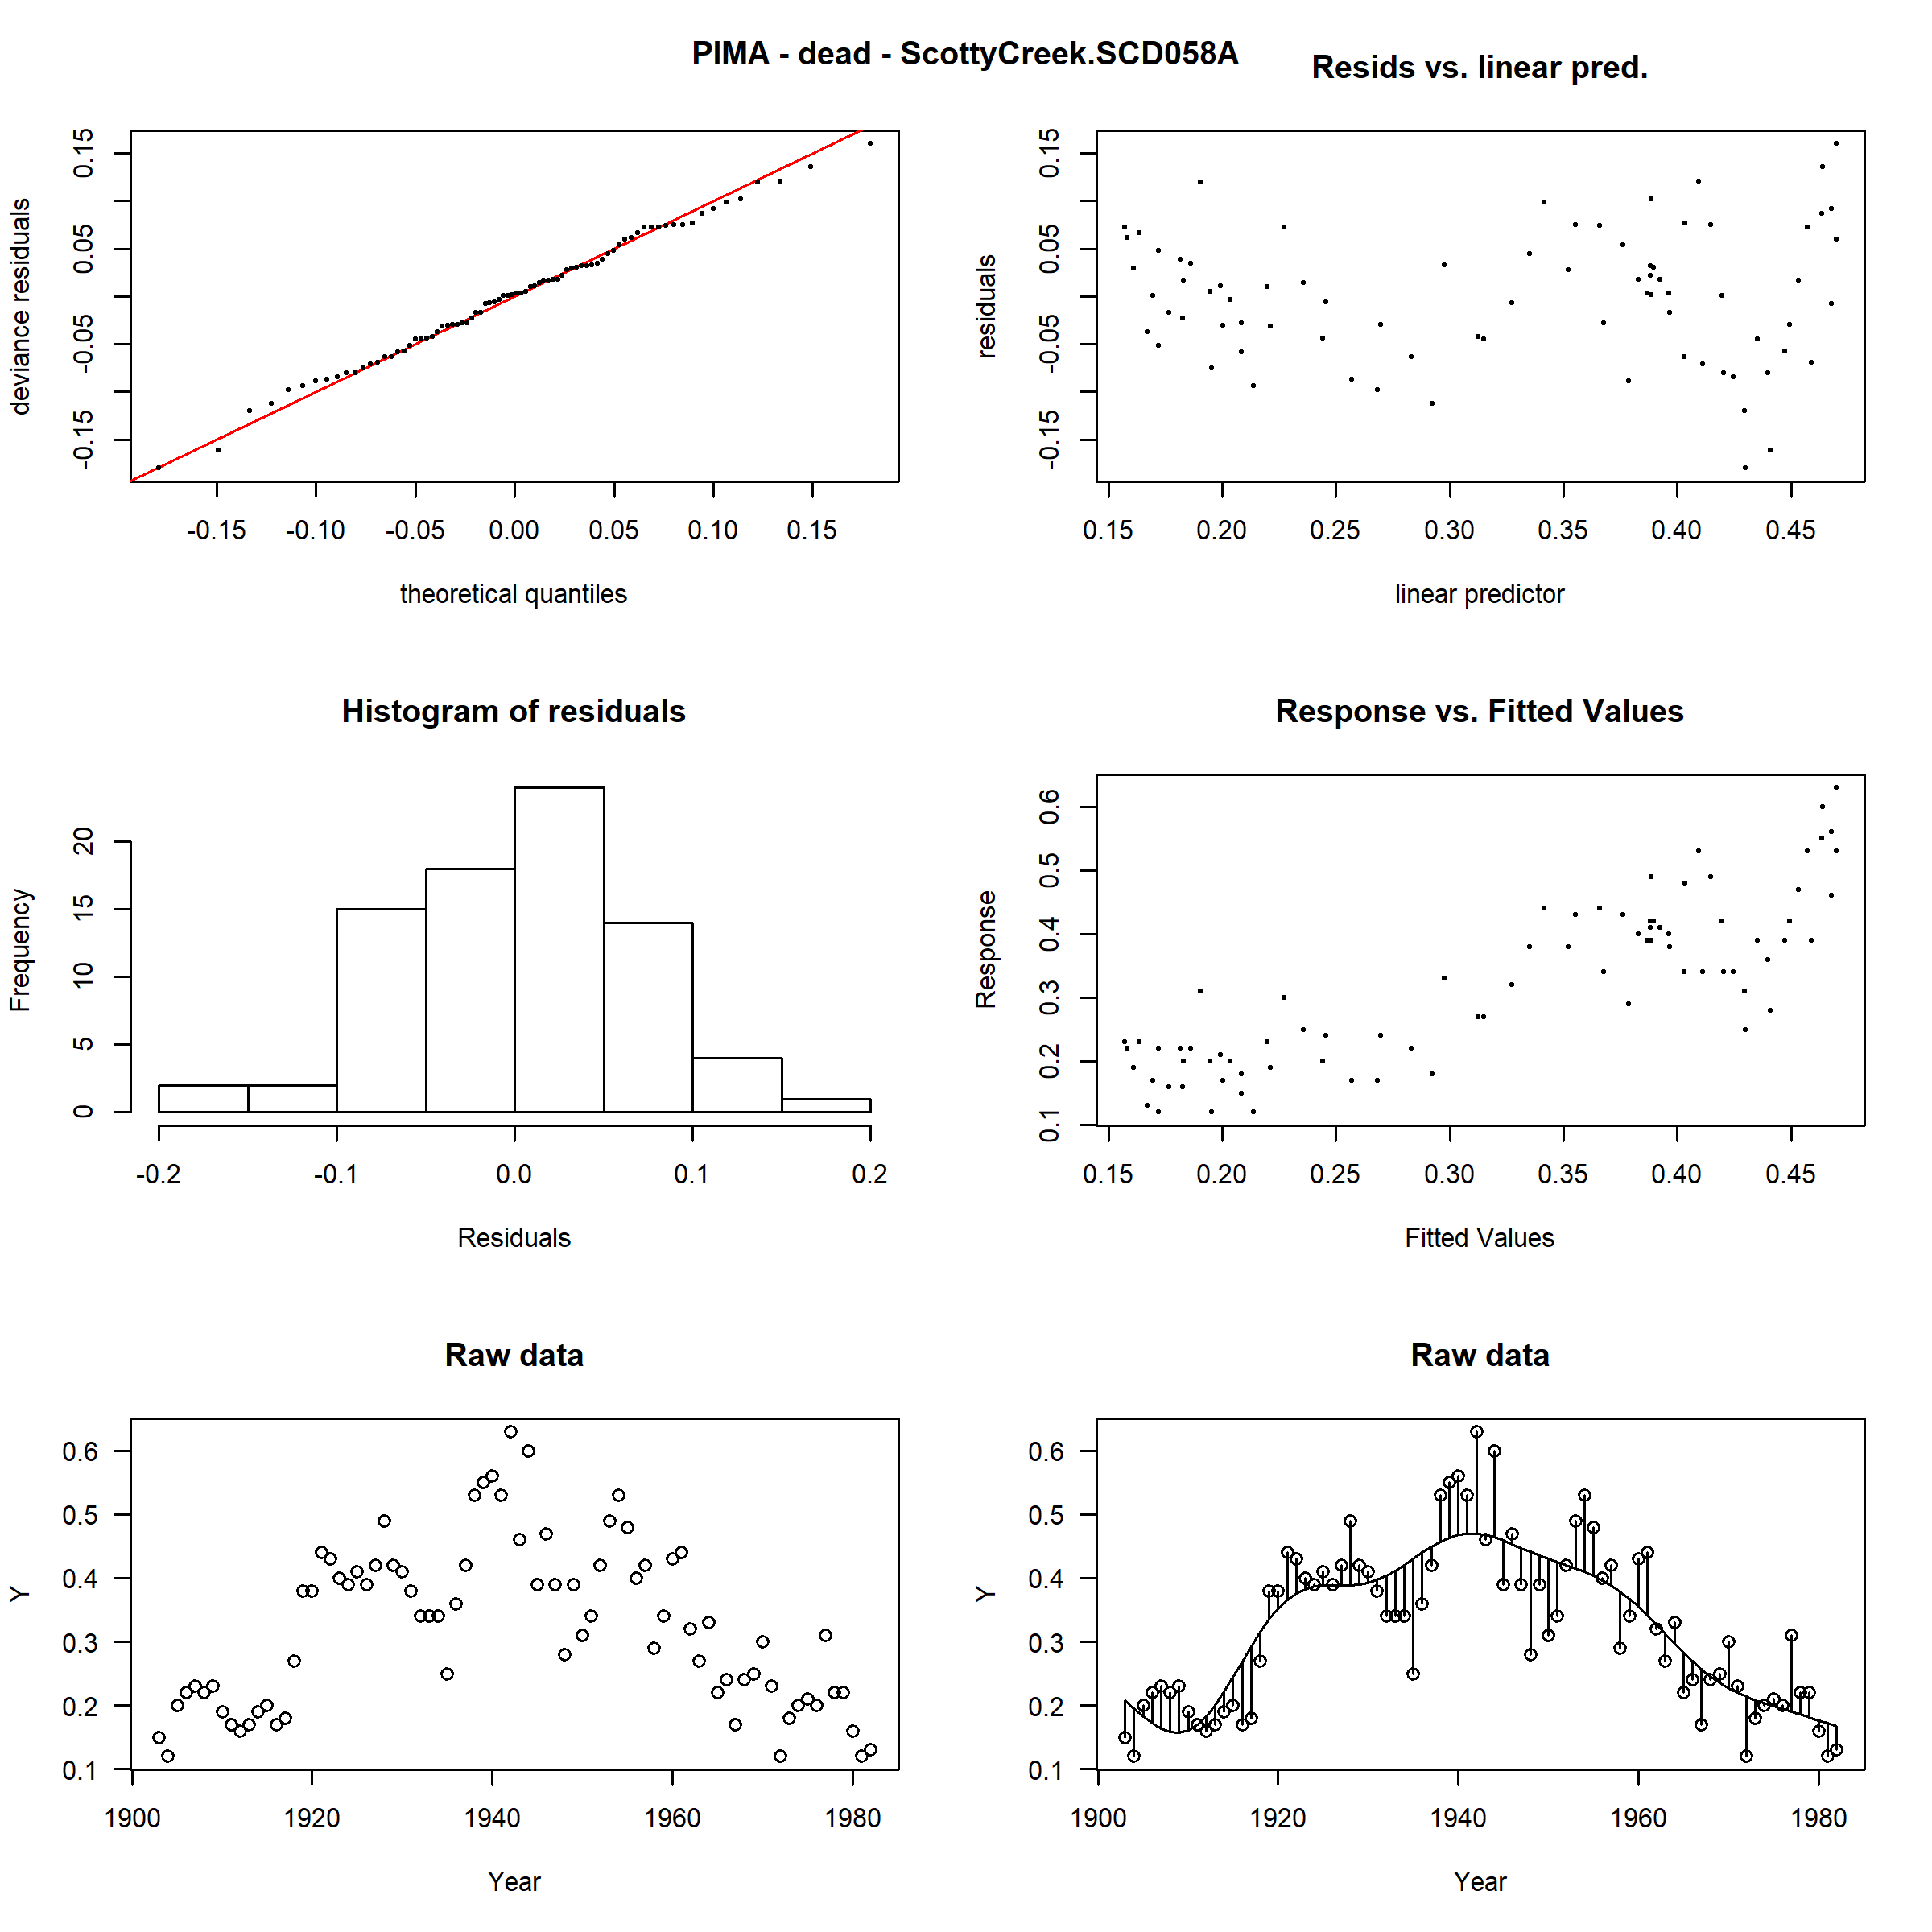 PIMA - dead - ScottyCreek.SCD058A
Resids vs. linear pred.
deviance residuals
-0.15 -0.05 0.05 0.15
-0.15 -0.10 -0.05 0.00 0.05 0.10 0.15
theoretical quantiles
residuals
-0.15 -0.05 0.05 0.15
0.15 0.20 0.25 0.30 0.35 0.40 0.45
linear predictor
Histogram of residuals
Frequency
0 5 10 15 20
-0.2 -0.1 0.0 0.1 0.2
Residuals
Response vs. Fitted Values
Response
0.1 0.2 0.3 0.4 0.5 0.6
0.15 0.20 0.25 0.30 0.35 0.40 0.45
Fitted Values
Raw data
Y
0.6
0.5
0.4
0.3
0.2
0.1
1900 1920 1940 1960 1980
Year
Raw data
Y
0.6
0.5
0.4
0.3
0.2
0.1
1900 1920 1940 1960 1980
Year